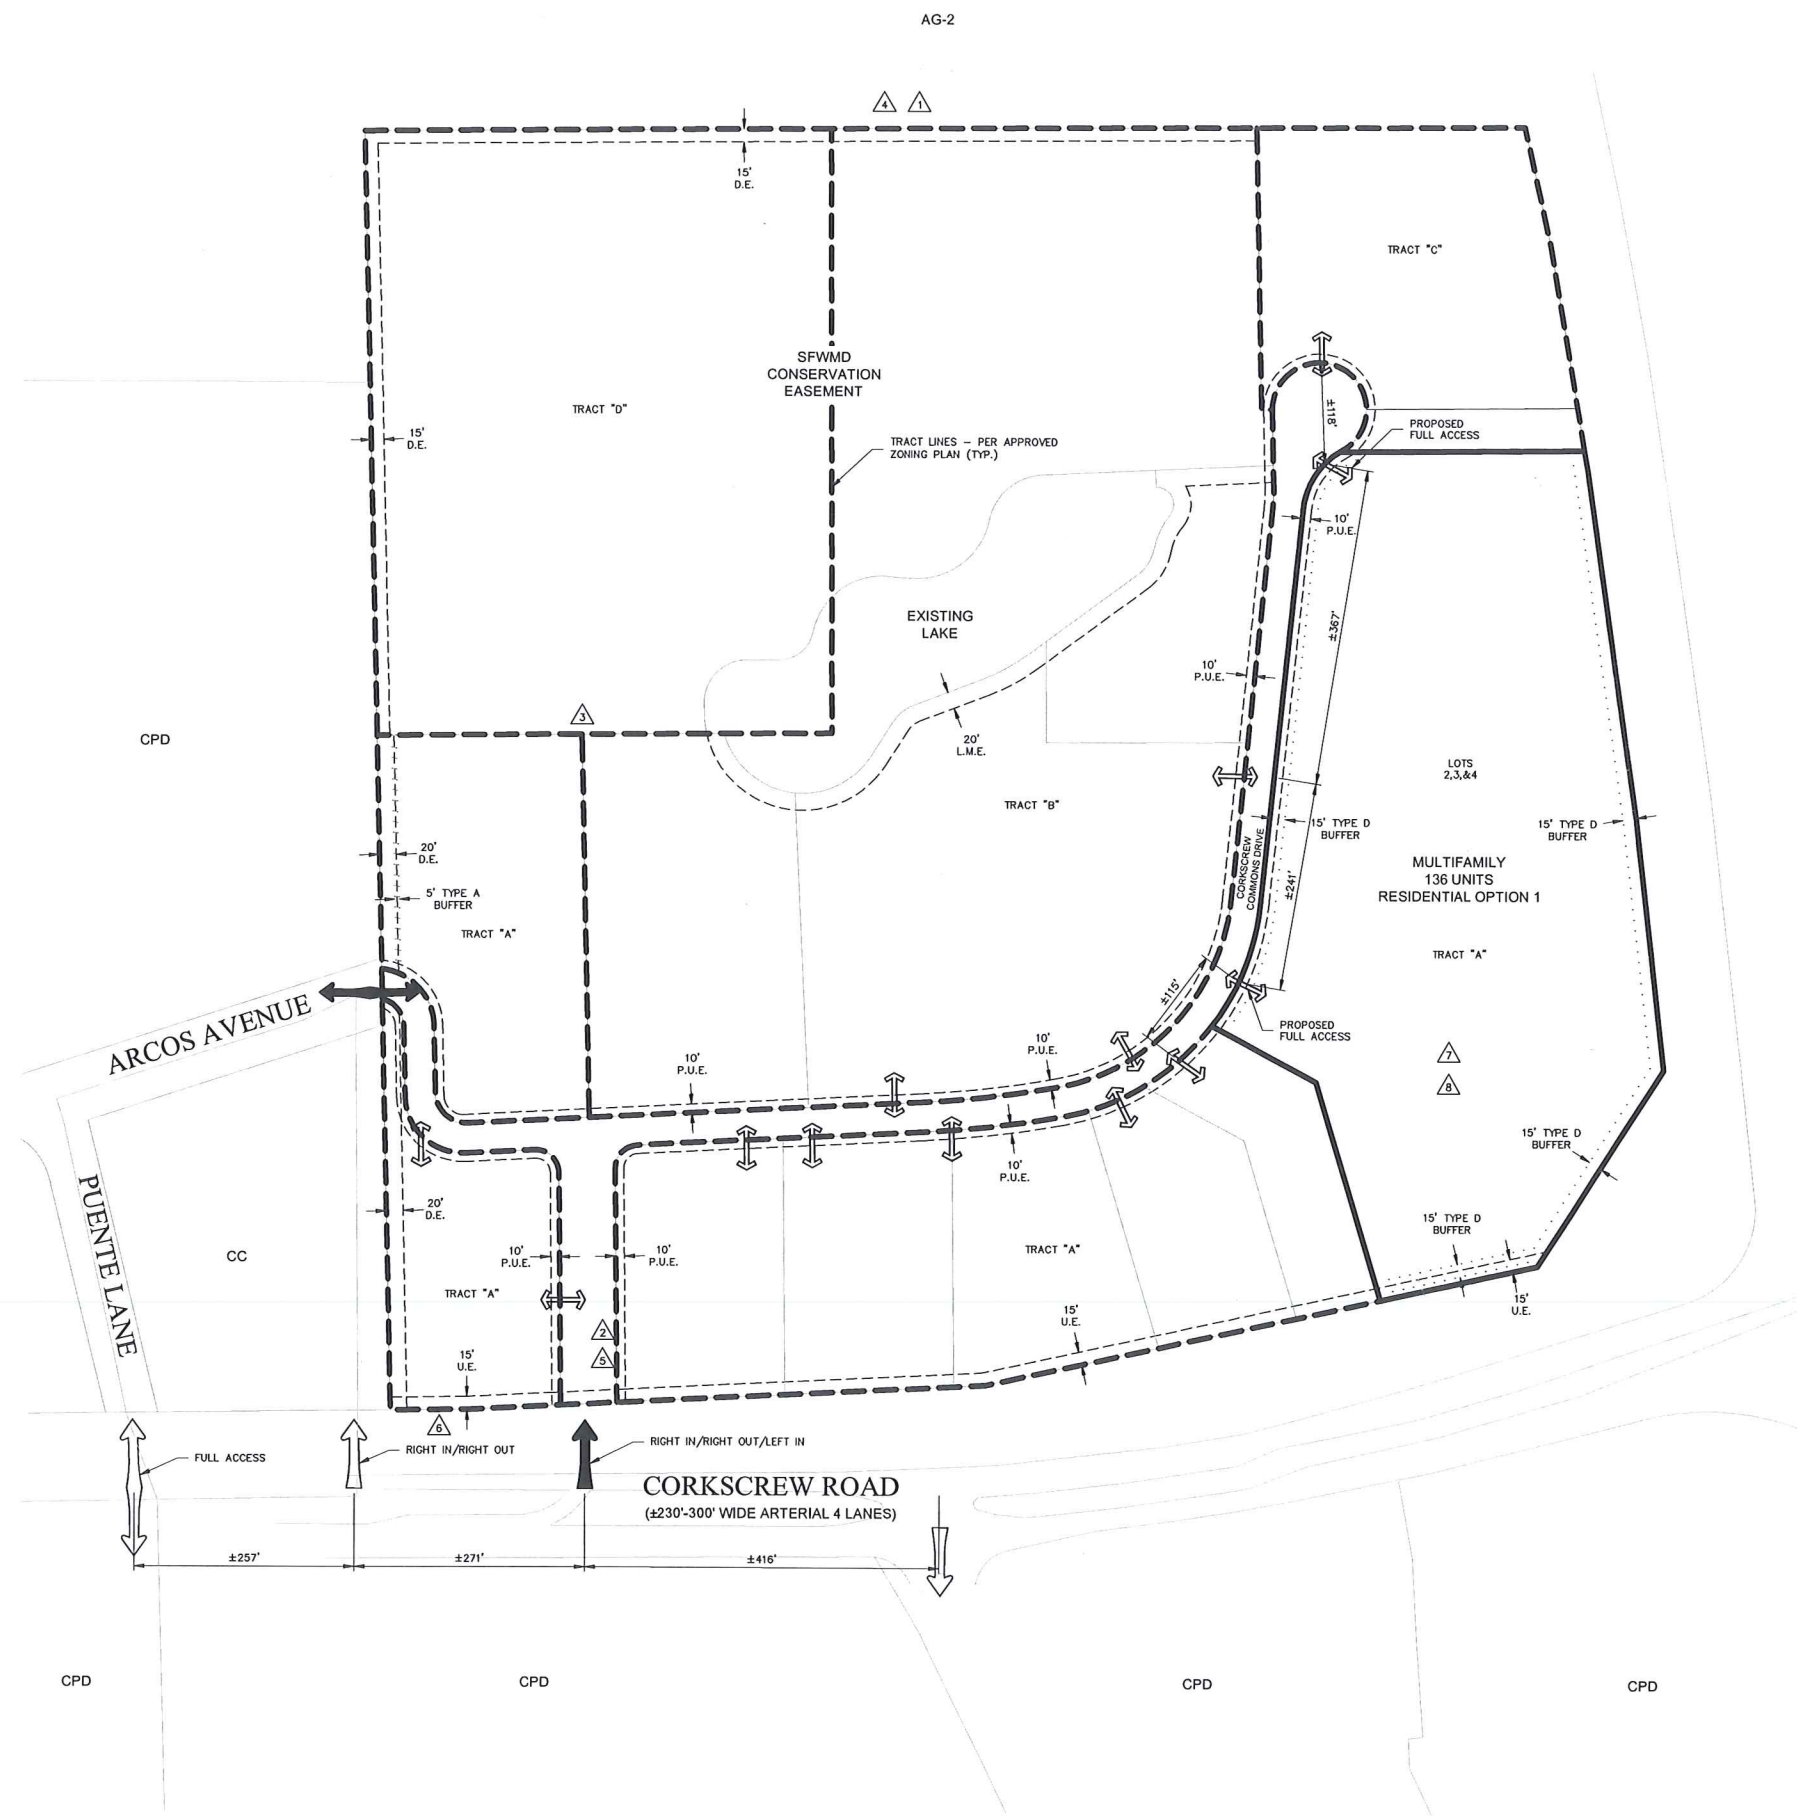 AG-2
4
1
15'
D.E.
TRACT "C"
SFWMD
CONSERVATION
EASEMENT
TRACT "D"
±118'
15'
D.E.
TRACT LINES – PER APPROVED
ZONING PLAN (TYP.)
PROPOSED
FULL ACCESS
10'
P.U.E.
EXISTING
LAKE
±367'
10'
P.U.E.
3
20'
L.M.E.
CPD
LOTS
2,3,&4
TRACT "B"
15' TYPE D
BUFFER
15' TYPE D
BUFFER
20'
D.E.
CORKSCREW
COMMONS DRIVE
±241'
MULTIFAMILY
136 UNITS
RESIDENTIAL OPTION 1
5' TYPE A
BUFFER
TRACT "A"
TRACT "A"
±115'
ARCOS AVENUE
PROPOSED
FULL ACCESS
10'
P.U.E.
10'
P.U.E.
7
8
15' TYPE D
BUFFER
10'
P.U.E.
PUENTE LANE
20'
D.E.
15' TYPE D
BUFFER
CC
10'
P.U.E.
10'
P.U.E.
TRACT "A"
TRACT "A"
15'
U.E.
15'
U.E.
2
5
15'
U.E.
6
FULL ACCESS
RIGHT IN/RIGHT OUT
RIGHT IN/RIGHT OUT/LEFT IN
CORKSCREW ROAD
(±230'-300' WIDE ARTERIAL 4 LANES)
±257'
±271'
±416'
CPD
CPD
CPD
CPD